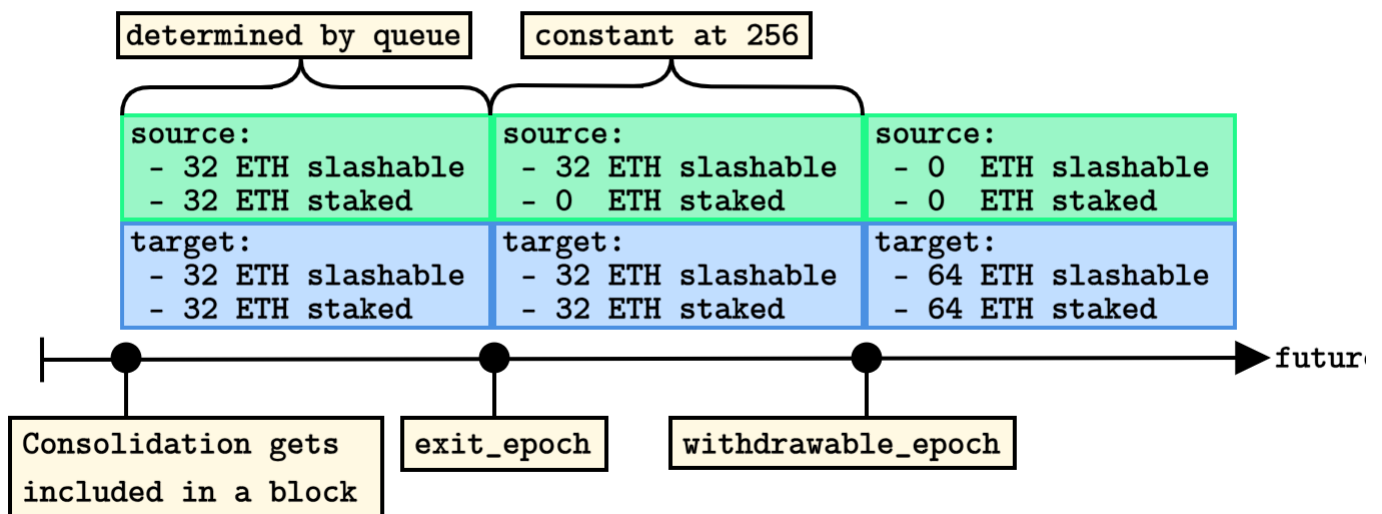 determined by queue
constant at 256
source:
- 32 ETH slashable
- 32 ETH staked
source:
- 32 ETH slashable
- 0 ETH staked
source:
- 0 ETH slashable
- 0 ETH staked
target:
- 32 ETH slashable
- 32 ETH staked
target:
- 32 ETH slashable
- 32 ETH staked
target:
- 64 ETH slashable
- 64 ETH staked
future
Consolidation gets
included in a block
exit_epoch
withdrawable_epoch